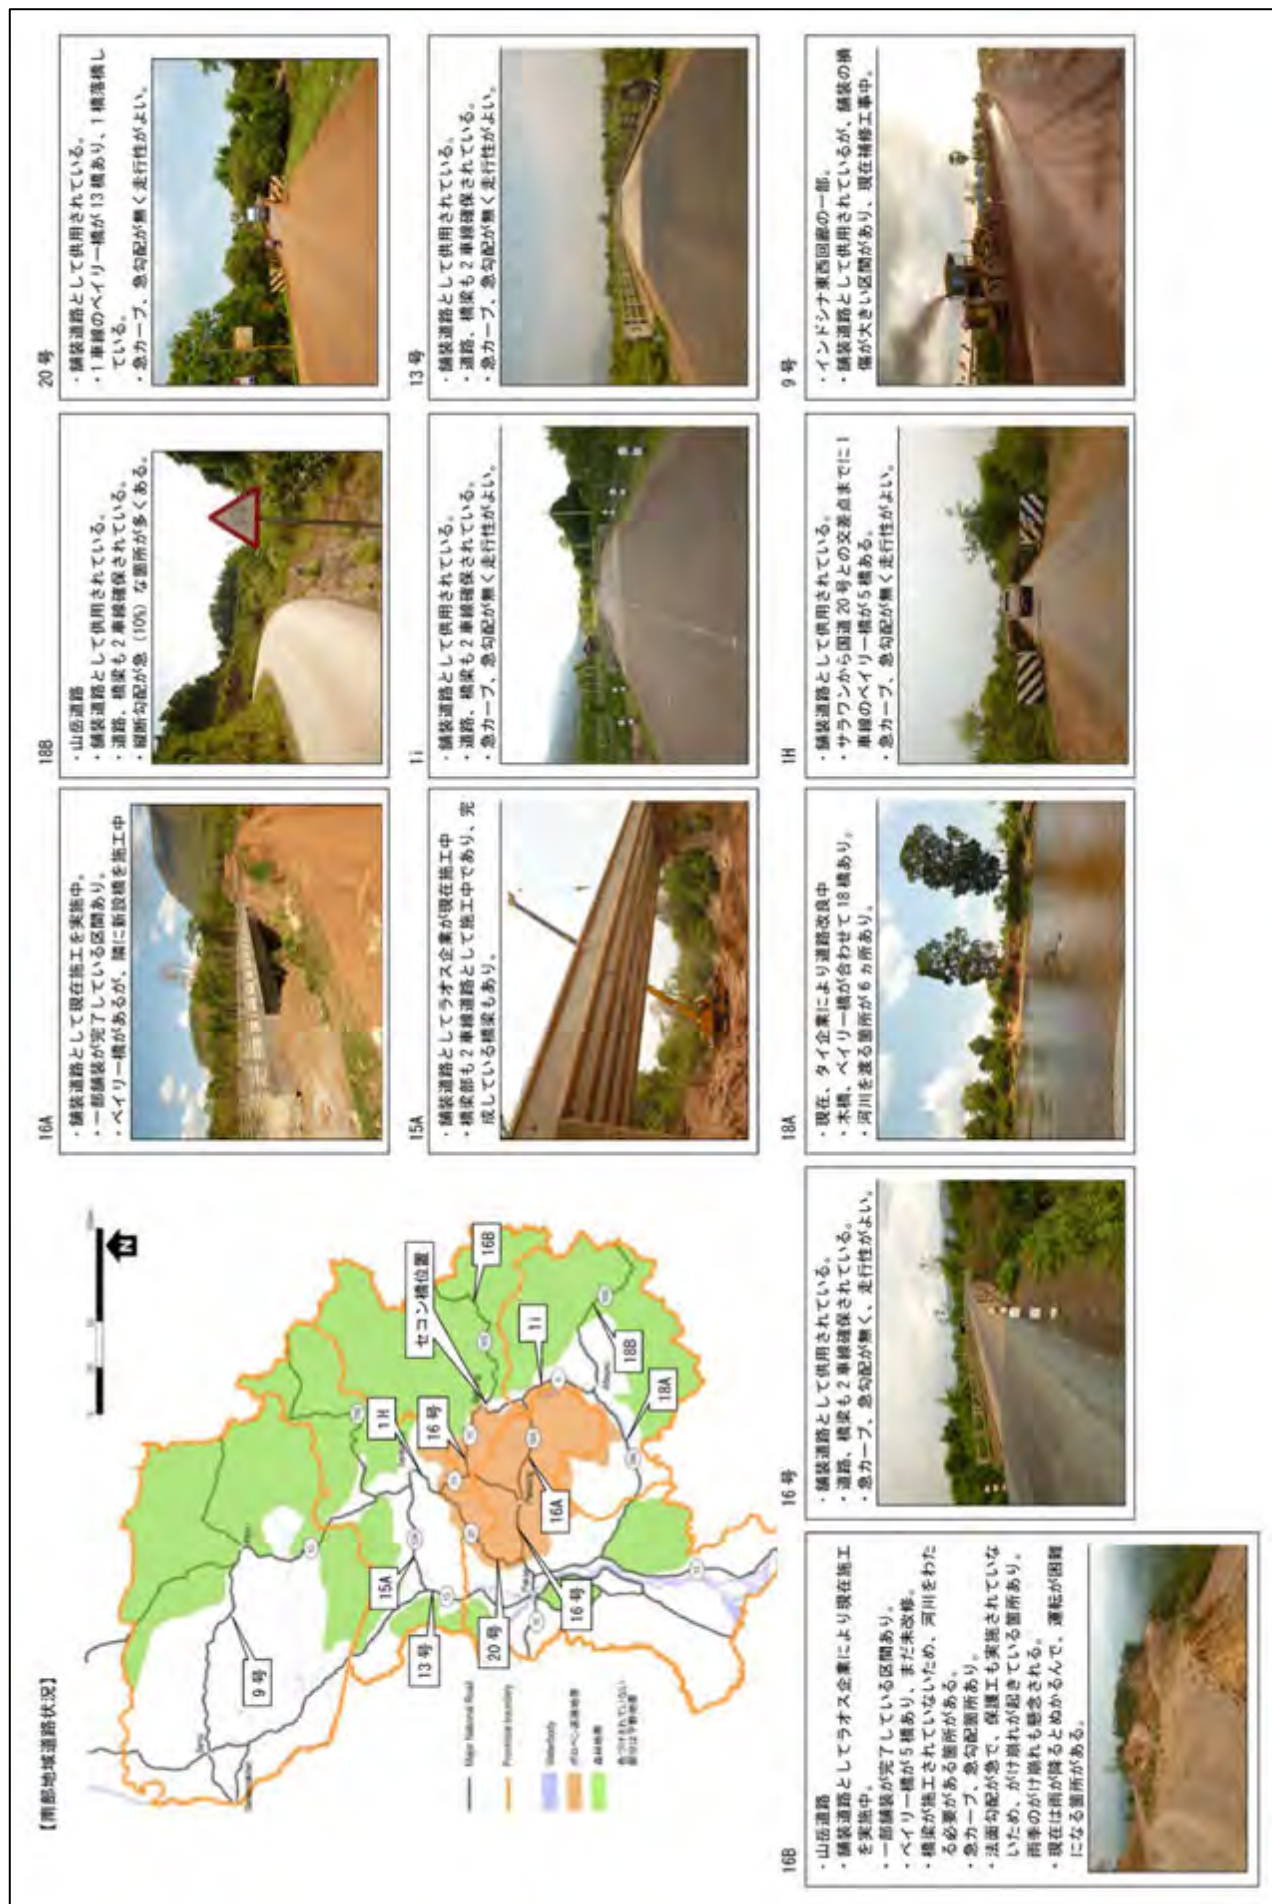 【南部地域道路状況】
N
9号
15A
13号
1H
16号
20号
16号
16A
セコン橋位置
16B
1i
18B
18A
Major National Road
Province boundary
Waterbody
ボロベン高原地帯
森林地帯
色づけされていない
部分は平野地帯
16A
・舗装道路として現在施工を実施中。
・一部舗装が完了している区間あり。
・ベイリー橋があるが、隣に新設橋を施工中
18B
・山岳道路
・舗装道路として供用されている。
・道路、橋梁も2車線確保されている。
・縦断勾配が急（10%）な箇所が多くある。
20号
・舗装道路として供用されている。
・1車線のベイリー橋が13橋あり、1橋落橋し
ている。
・急カーブ、急勾配が無く走行性がよい。
15A
・舗装道路としてラオス企業が現在施工中
・橋梁部も2車線道路として施工中であり、完
成している橋梁もあり。
1i
・舗装道路として供用されている。
・道路、橋梁も2車線確保されている。
・急カーブ、急勾配が無く走行性がよい。
13号
・舗装道路として供用されている。
・道路、橋梁も2車線確保されている。
・急カーブ、急勾配が無く走行性がよい。
16B
・山岳道路
・舗装道路としてラオス企業により現在施工
を実施中。
・一部舗装が完了している区間あり。
・ベイリー橋が5橋あり、まだ未改修。
・橋梁が施工されていないため、河川をわた
る必要がある箇所がある。
・急カーブ、急勾配箇所あり。
・法面勾配が急で、保護工も実施されていな
いため、がけ崩れが起きている箇所あり。
雨季のがけ崩れも懸念される。
・現在は雨が降るとぬかるんで、運転が困難
になる箇所がある。
16号
・舗装道路として供用されている。
・道路、橋梁も2車線確保されている。
・急カーブ、急勾配が無く、走行性がよい。
18A
・現在、タイ企業により道路改良中
・木橋、ベイリー橋が合わせて18橋あり。
・河川を渡る箇所が6ヵ所あり。
1H
・舗装道路として供用されている。
・サラワンから国道20号との交差点までに1
車線のベイリー橋が5橋ある。
・急カーブ、急勾配が無く走行性がよい。
9号
・インドシナ東西回廊の一部。
・舗装道路として供用されているが、舗装の損
傷が大きい区間があり、現在補修工事中。